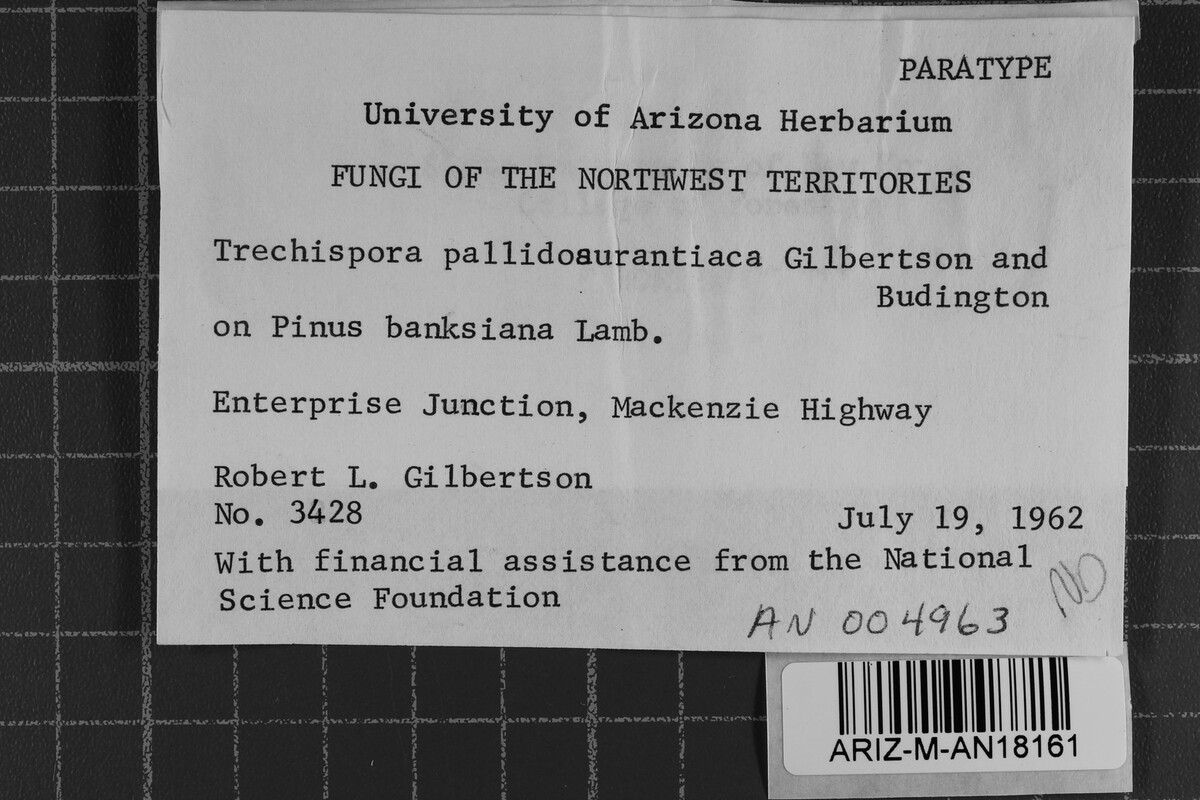 PARATYPE
University of Arizona Herbarium
FUNGI OF THE NORTHWEST TERRITORIES
Trechispora pallidoaurantiaca Gilbertson and
Budington
on Pinus banksiana Lamb.
Enterprise Junction, Mackenzie Highway
Robert L. Gilbertson
No. 3428
July 19, 1962
With financial assistance from the National
Science Foundation
NO
AN 004963
ARIZ-M-AN18161